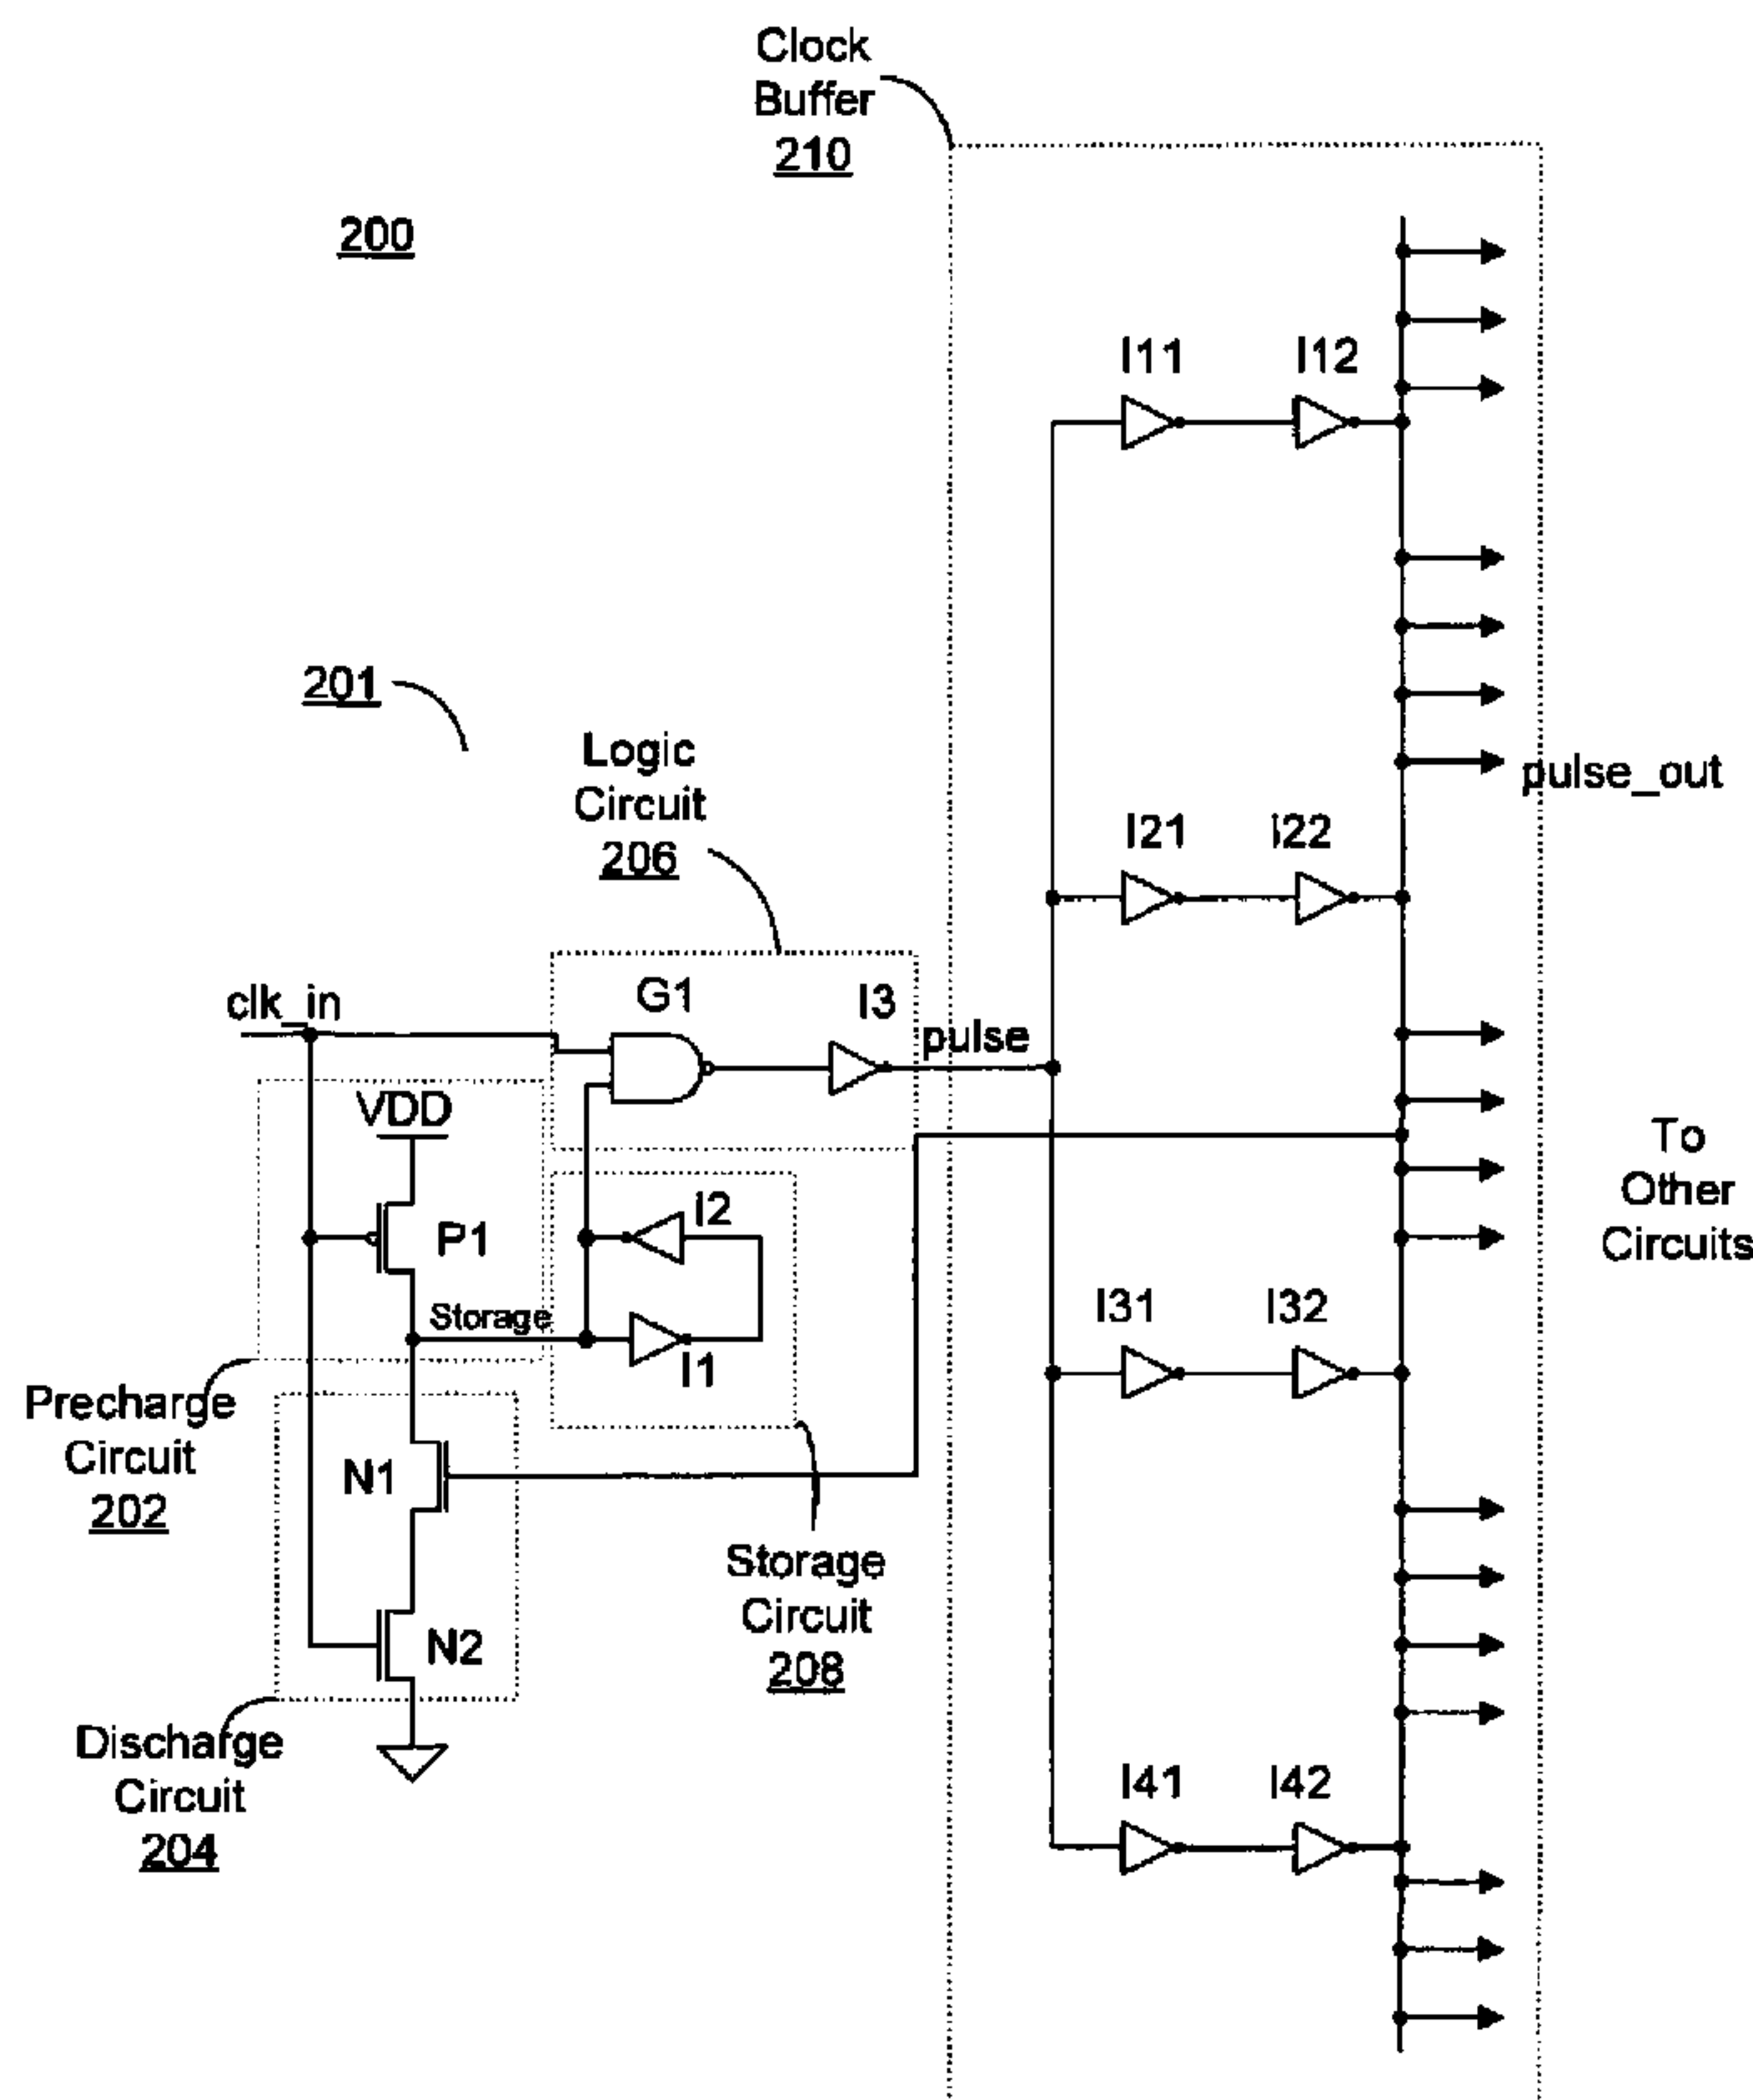 Clock
Buffer
210
200
I11
I12
201
Logic
Circuit
206
pulse_out
I21
I22
clk_in
G1
I3
pulse
VDD
P1
I2
To
Other
Circuits
Storage
I1
I31
I32
Precharge
Circuit
202
N1
Storage
Circuit
208
N2
Discharge
Circuit
204
I41
I42